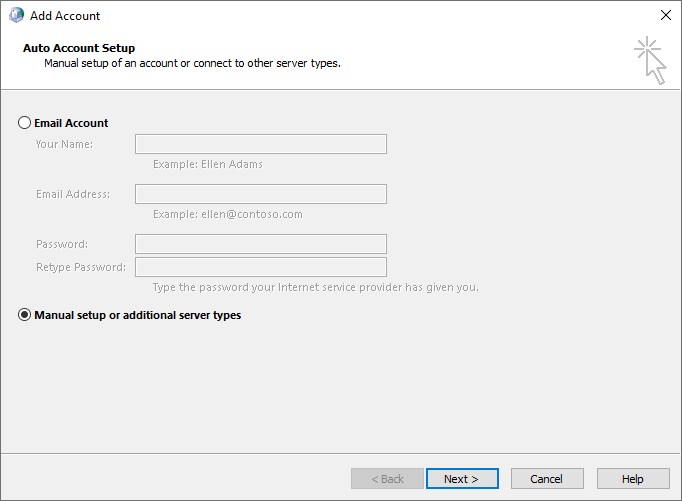 Add Account
Auto Account Setup
Manual setup of an account or connect to other server types.
Email Account
Your Name:
Example: Ellen Adams
Email Address:
Example: ellen@contoso.com
Password:
Retype Password:
Type the password your Internet service provider has given you.
Manual setup or additional server types
< Back
Next >
Cancel
Help